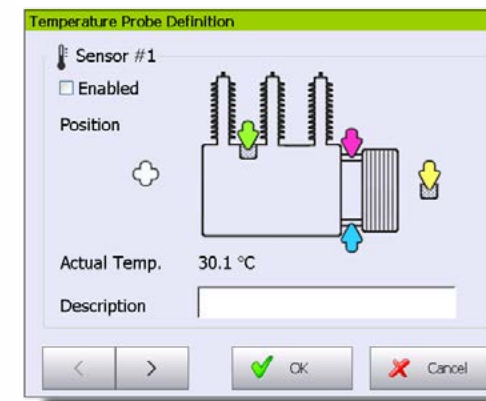 Temperature Probe Definition
Sensor #1
Enabled
Position
Actual Temp. 30.1 °C
Description
< > OK Cancel